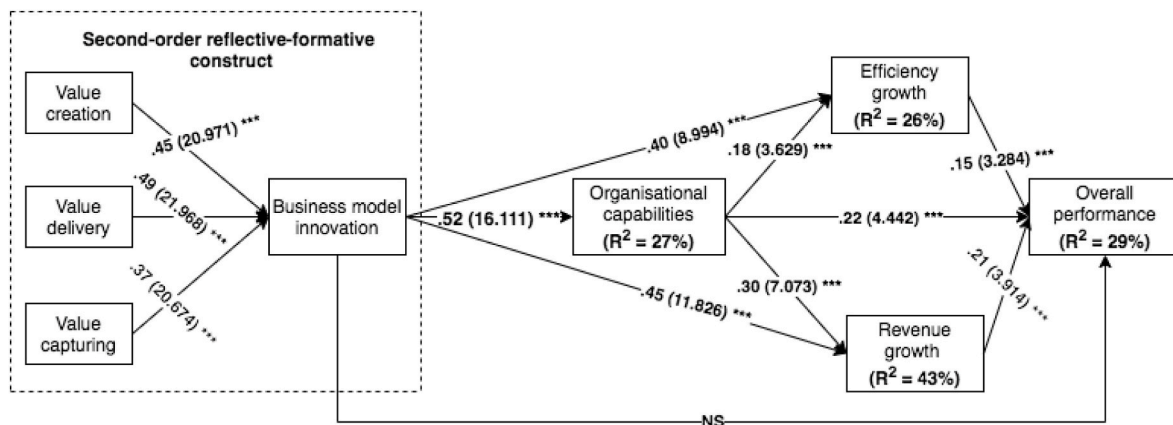 Second-order reflective-formative
construct
Value
creation
.45 (20.971) ***
Value
delivery
.49 (21.968) ***
Value
capturing
.37 (20.674) ***
Business model
innovation
.40 (8.994) ***
.52 (16.111) ***
.45 (11.826) ***
Organisational
capabilities
(R² = 27%)
.18 (3.629) ***
.22 (4.442) ***
.30 (7.073) ***
Efficiency
growth
(R² = 26%)
.15 (3.284) ***
Revenue
growth
(R² = 43%)
.21 (3.914) ***
Overall
performance
(R² = 29%)
NS